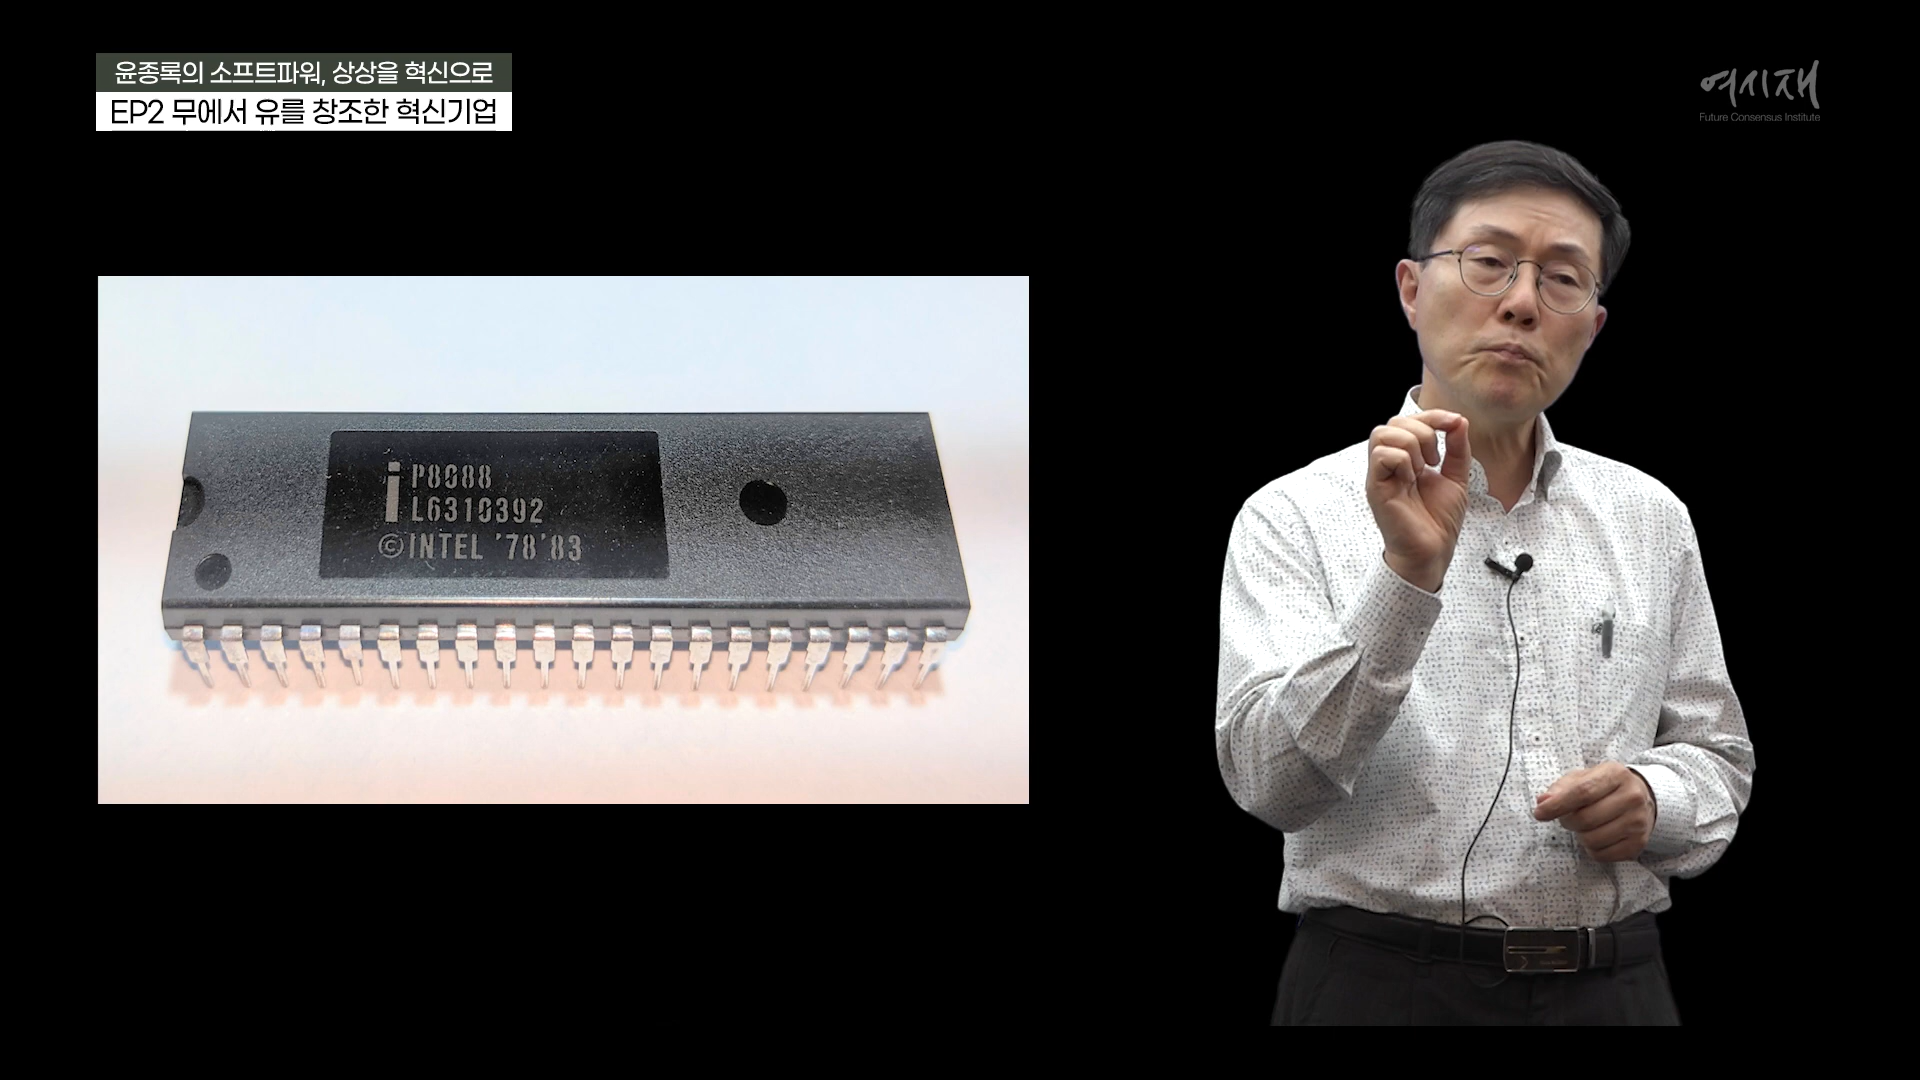 윤종록의 소프트파워, 상상을 혁신으로
EP2 무에서 유를 창조한 혁신기업
여시재
Future Consensus Institute
P8088
L6310392
©INTEL '78'83